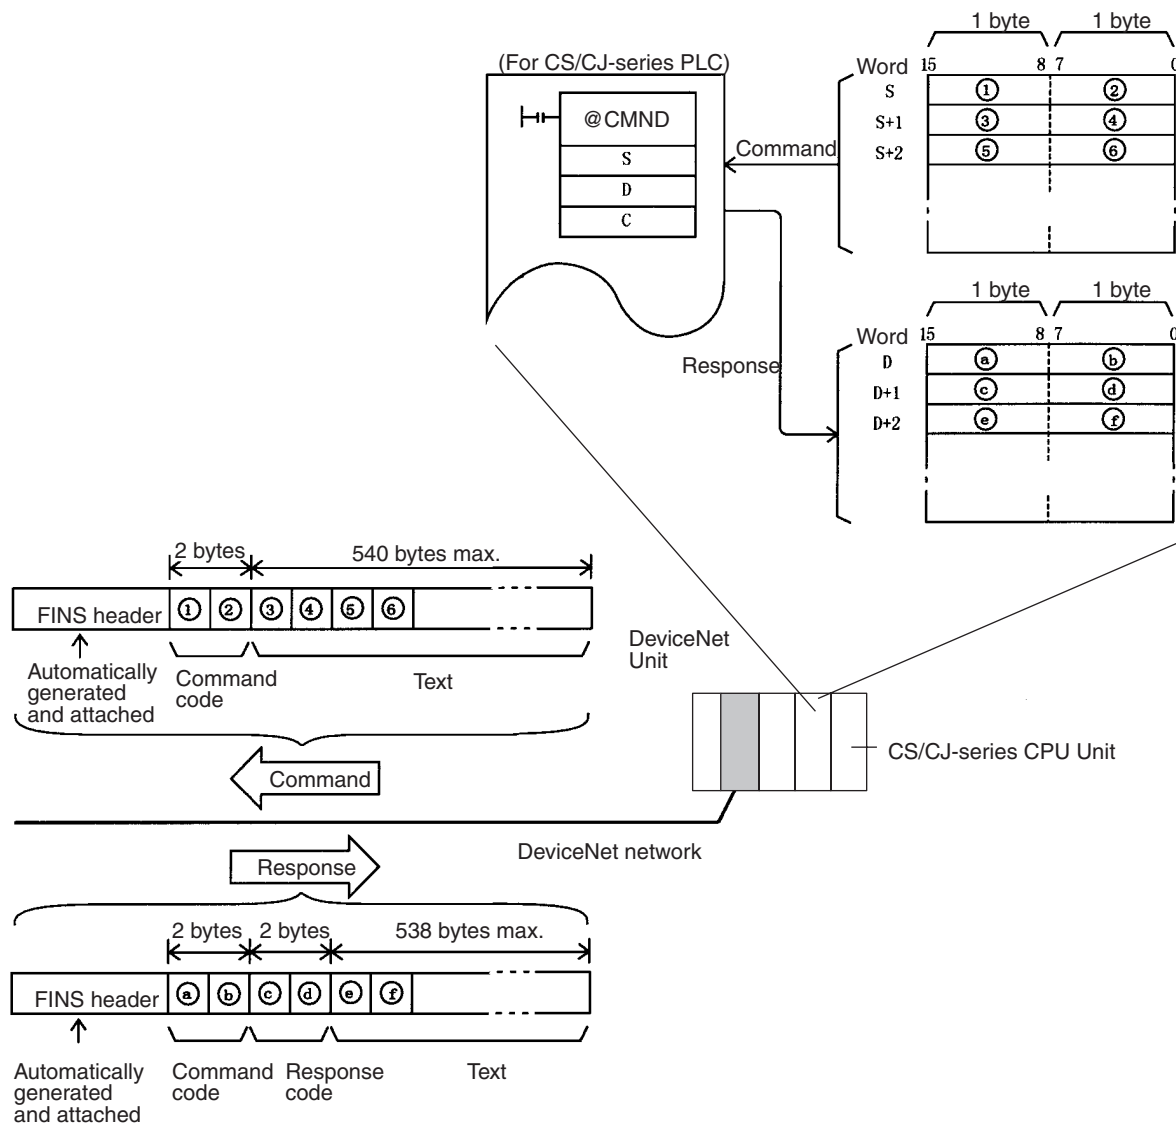 1 byte 1 byte
(For CS/CJ-series PLC)
Word 15 8 7 0
S ① ②
@CMND
S+1 ③ ④
Command
S+2 ⑤ ⑥
S
D
C
1 byte 1 byte
Word 15 8 7 0
Response
D ⓐ ⓑ
D+1 ⓒ ⓓ
D+2 ⓔ ⓕ
2 bytes 540 bytes max.
FINS header ① ② ③ ④ ⑤ ⑥
Automatically
generated
and attached
Command
code
Text
DeviceNet
Unit
CS/CJ-series CPU Unit
Command
DeviceNet network
Response
2 bytes 2 bytes 538 bytes max.
FINS header ⓐ ⓑ ⓒ ⓓ ⓔ ⓕ
Automatically
generated
and attached
Command
code
Response
code
Text